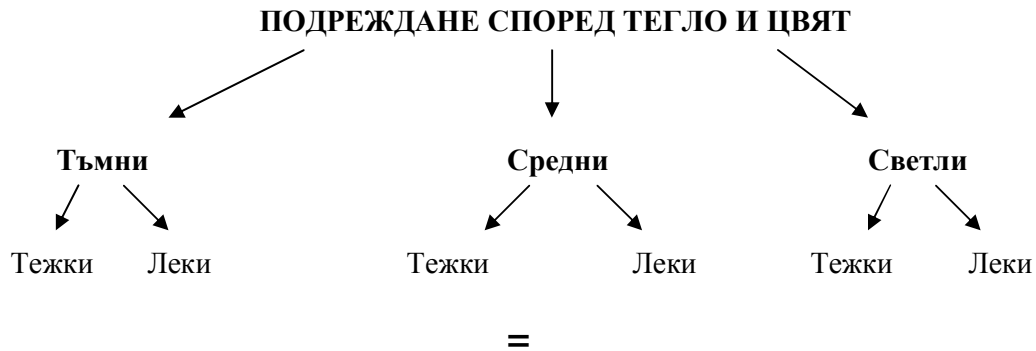 ПОДРЕЖДАНЕ СПОРЕД ТЕГЛО И ЦВЯТ
Тъмни Средни Светли
Тежки Леки Тежки Леки Тежки Леки
=